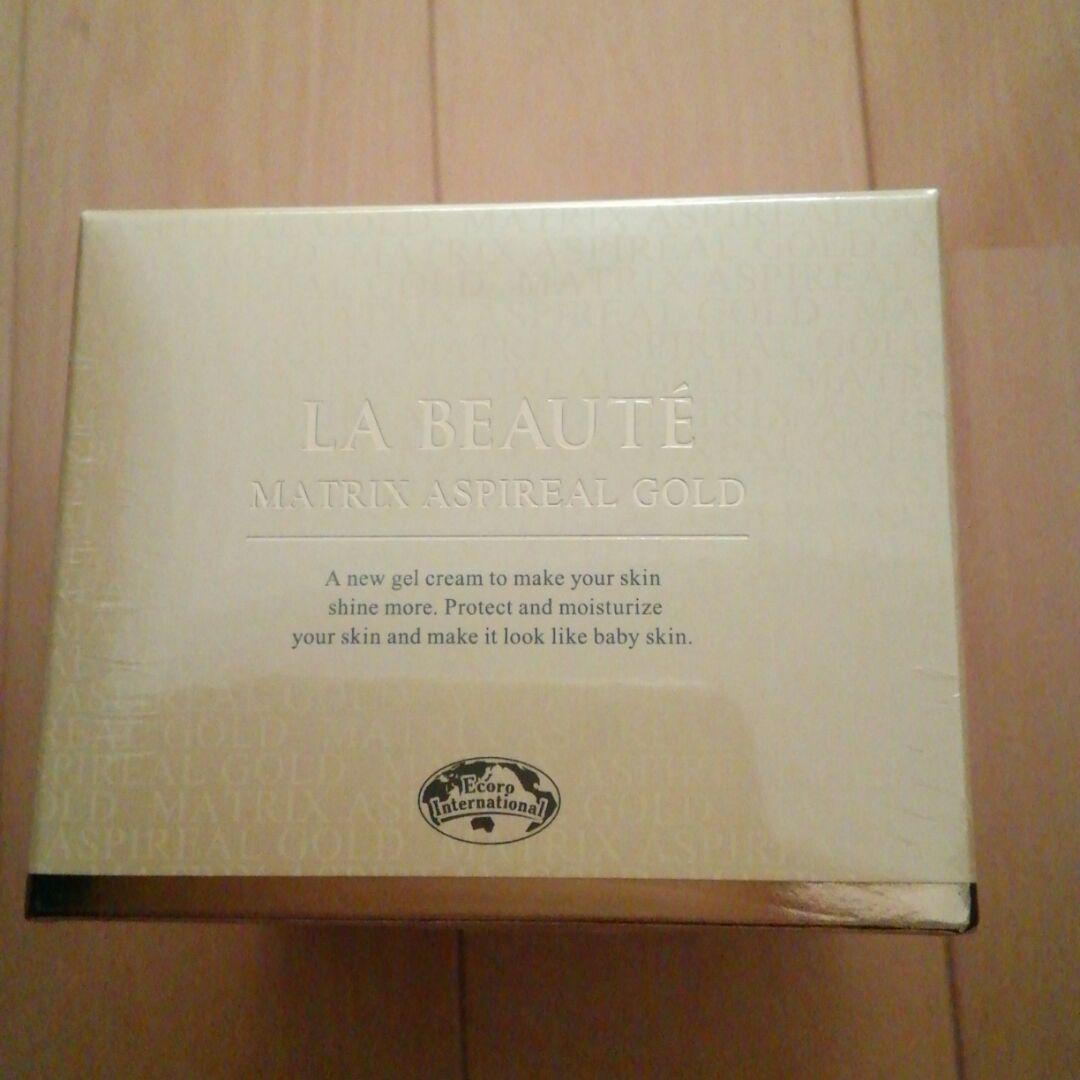 LA BEAUTÉ
MATRIX ASPIREAL GOLD
A new gel cream to make your skin
shine more. Protect and moisturize
your skin and make it look like baby skin.
Ecoro
International